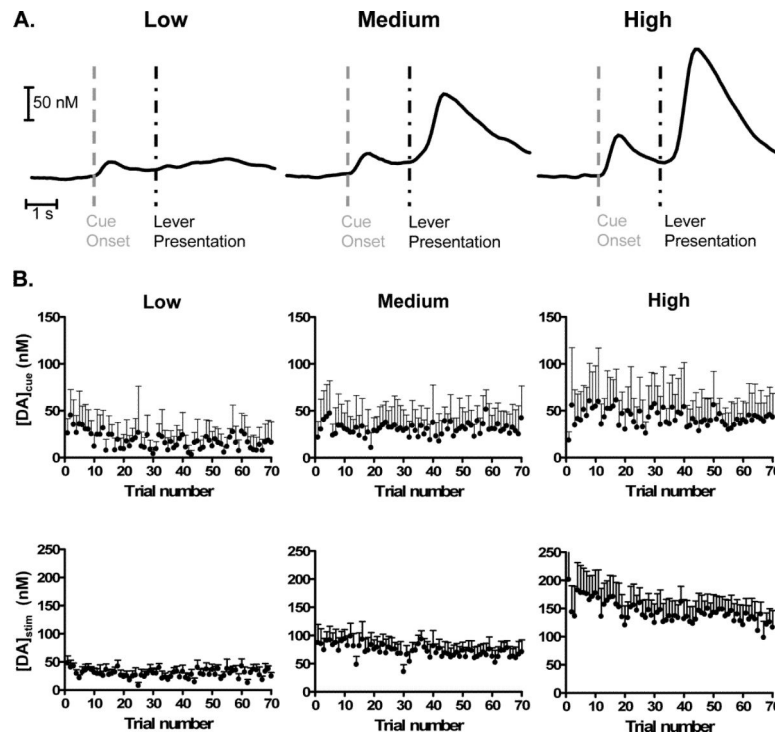 A.
Low Medium High
50 nM
1 s
Cue Onset
Lever Presentation
Cue Onset
Lever Presentation
Cue Onset
Lever Presentation
B.
Low Medium High
[DA]cue (nM)
150
100
50
0
0 10 20 30 40 50 60 70
Trial number
150
100
50
0
0 10 20 30 40 50 60 70
Trial number
150
100
50
0
0 10 20 30 40 50 60 70
Trial number
[DA]stim (nM)
250
200
150
100
50
0
0 10 20 30 40 50 60 70
Trial number
250
200
150
100
50
0
0 10 20 30 40 50 60 70
Trial number
250
200
150
100
50
0
0 10 20 30 40 50 60 70
Trial number